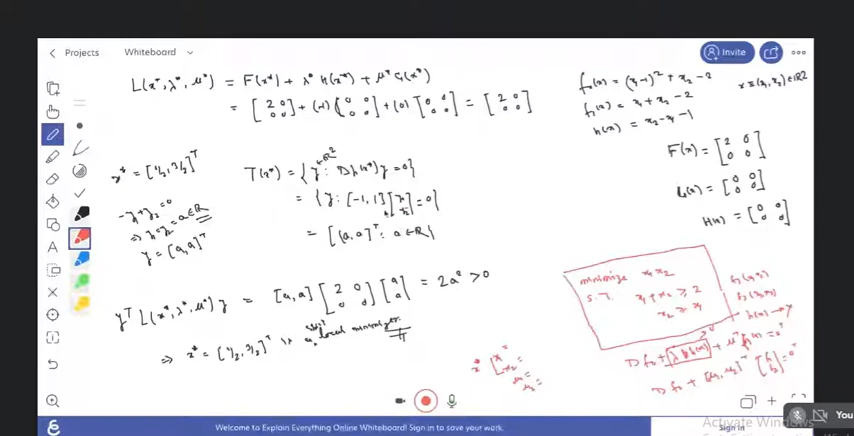 Projects
Whiteboard
Invite
L(x*, λ*, μ*) = F(x*) + λ* H(x*) + μ* G(x*)
= [2 0; 0 0] + (-1) [0 0; 0 0] + (0) [0 0; 0 0] = [2 0; 0 0]
x* = [1/2, 3/2]ᵀ
T(x*) = { y ∈ ℝ² : Dh(x*) y = 0 }
-y₁ + y₂ = 0
⇒ y₁ = y₂ = a ∈ ℝ
y = [a, a]ᵀ
= { y : [-1, 1] [y₁; y₂] = 0 }
= { [a, a]ᵀ : a ∈ ℝ }
yᵀ L(x*, λ*, μ*) y = [a, a] [2 0; 0 0] [a; a] = 2a² > 0
⇒ x* = [1/2, 3/2]ᵀ is a strict local minimizer.
(x₁-1)² + x₂ - 2
x = (x₁, x₂) ∈ ℝ²
= x₁ + x₂ - 2
h(x) = x₂ - x₁ - 1
F(x) = [2 0; 0 0]
G(x) = [0 0; 0 0]
H(x) = [0 0; 0 0]
minimize x₁x₂
s.t. x₁ + x₂ ≥ 2
x₂ ≥ x₁
Welcome to Explain Everything Online Whiteboard! Sign in to save your work.
Sign in
Activate Windows
You